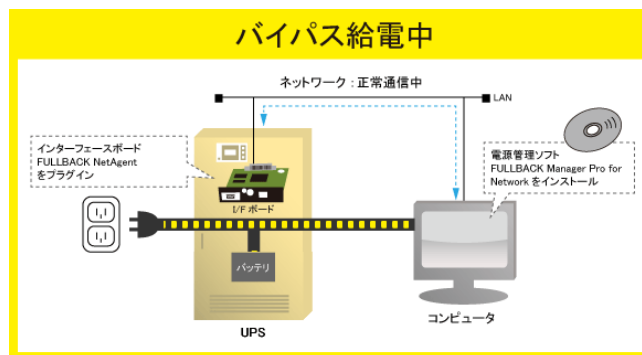 バイパス給電中
ネットワーク：正常通信中
LAN
インターフェースボード
FULLBACK NetAgent
をプラグイン
電源管理ソフト
FULLBACK Manager Pro for
Network をインストール
I/F ボード
バッテリ
コンピュータ
UPS